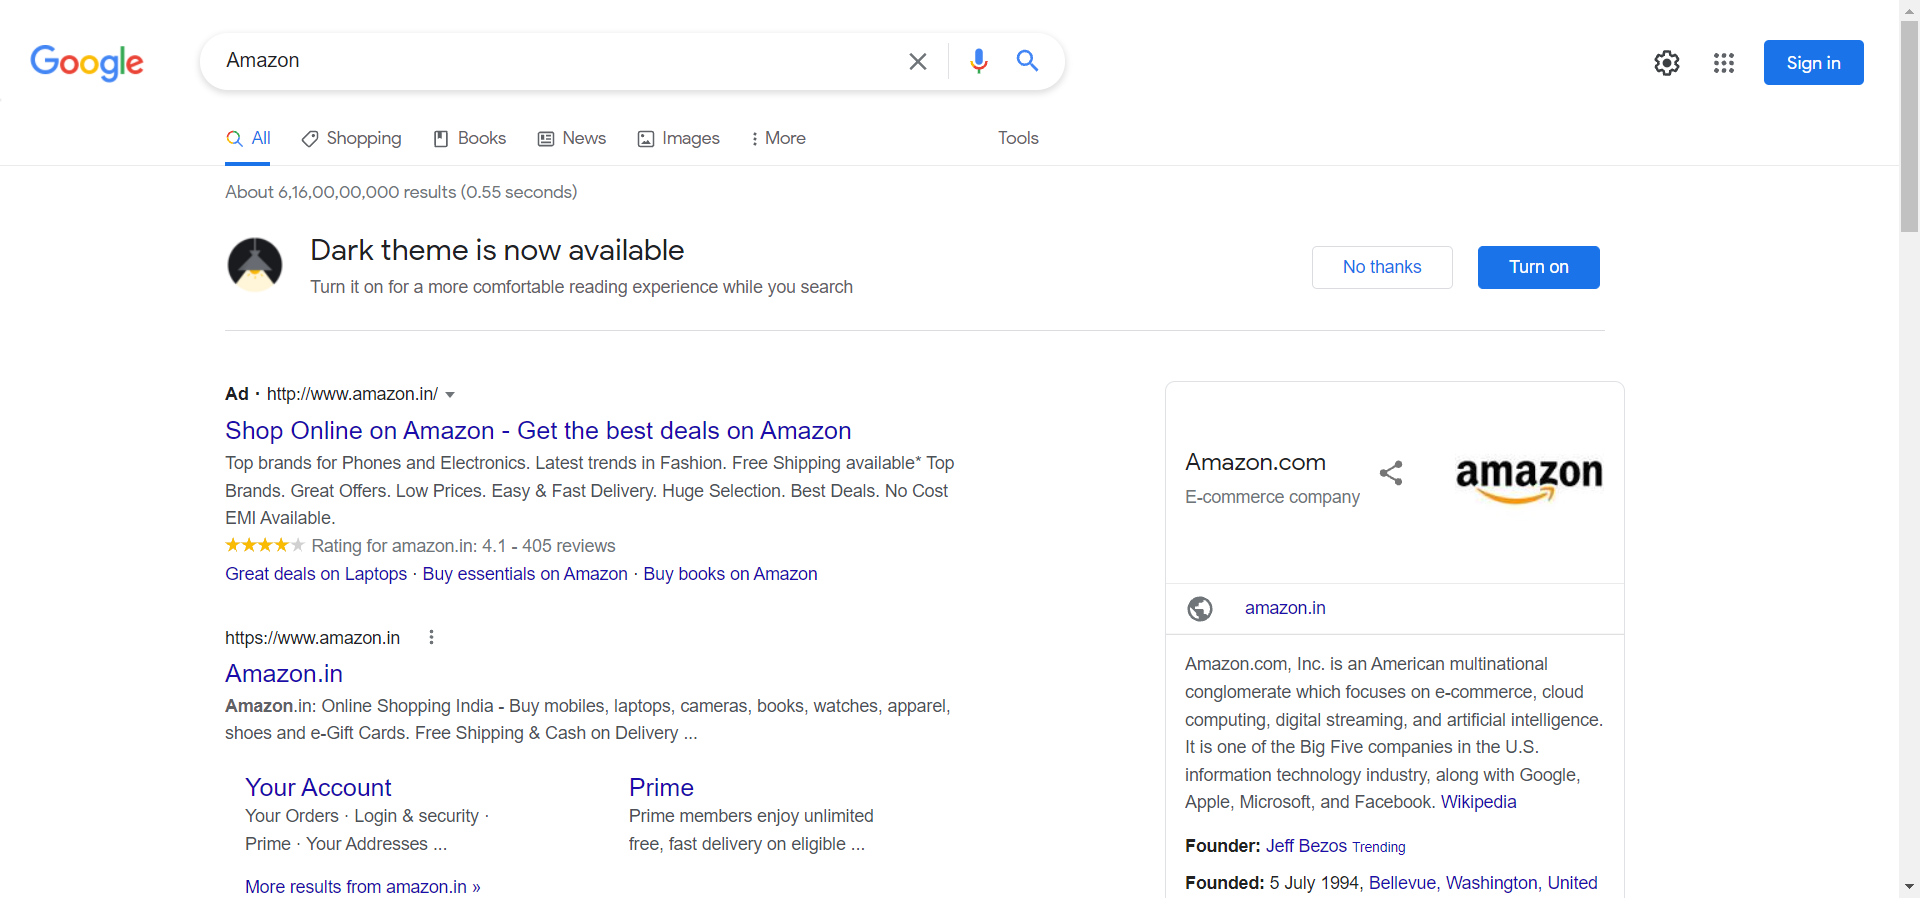 Google
Amazon
Sign in
All
Shopping
Books
News
Images
More
Tools
About 6,16,00,00,000 results (0.55 seconds)
Dark theme is now available
Turn it on for a more comfortable reading experience while you search
No thanks
Turn on
Ad · http://www.amazon.in/
Shop Online on Amazon - Get the best deals on Amazon
Top brands for Phones and Electronics. Latest trends in Fashion. Free Shipping available* Top
Brands. Great Offers. Low Prices. Easy & Fast Delivery. Huge Selection. Best Deals. No Cost
EMI Available.
Rating for amazon.in: 4.1 - 405 reviews
Great deals on Laptops · Buy essentials on Amazon · Buy books on Amazon
https://www.amazon.in
Amazon.in
Amazon.in: Online Shopping India - Buy mobiles, laptops, cameras, books, watches, apparel,
shoes and e-Gift Cards. Free Shipping & Cash on Delivery ...
Your Account
Your Orders · Login & security ·
Prime · Your Addresses ...
Prime
Prime members enjoy unlimited
free, fast delivery on eligible ...
More results from amazon.in »
Amazon.com
E-commerce company
amazon
amazon.in
Amazon.com, Inc. is an American multinational
conglomerate which focuses on e-commerce, cloud
computing, digital streaming, and artificial intelligence.
It is one of the Big Five companies in the U.S.
information technology industry, along with Google,
Apple, Microsoft, and Facebook. Wikipedia
Founder: Jeff Bezos Trending
Founded: 5 July 1994, Bellevue, Washington, United